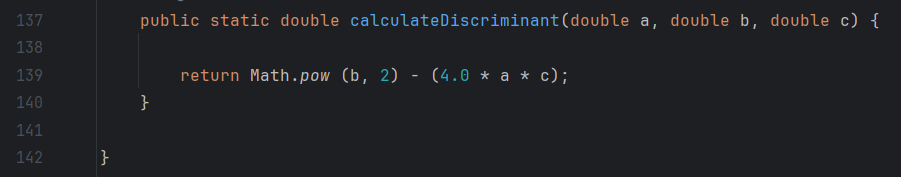 137 public static double calculateDiscriminant(double a, double b, double c) {
138
139 return Math.pow (b, 2) - (4.0 * a * c);
140 }
141
142 }